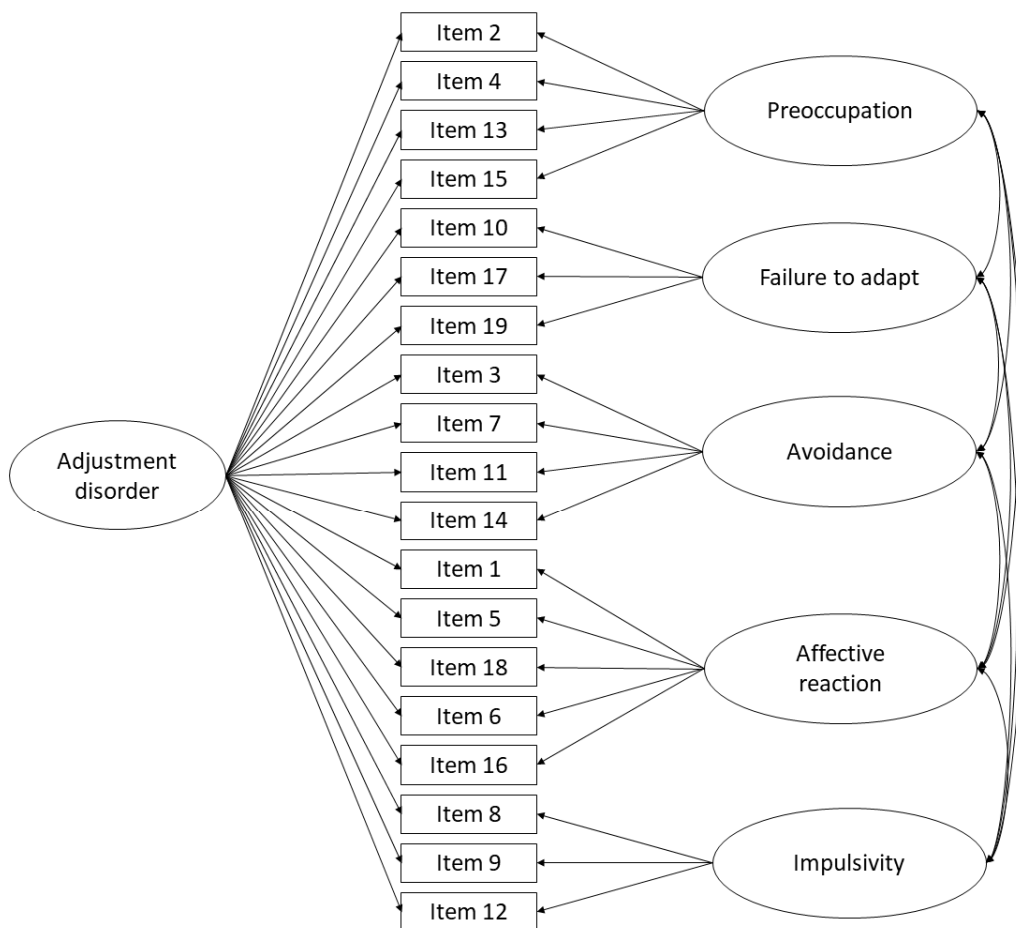 Item 2
Item 4
Item 13
Item 15
Item 10
Item 17
Item 19
Item 3
Item 7
Item 11
Item 14
Item 1
Item 5
Item 18
Item 6
Item 16
Item 8
Item 9
Item 12
Adjustment
disorder
Preoccupation
Failure to adapt
Avoidance
Affective
reaction
Impulsivity